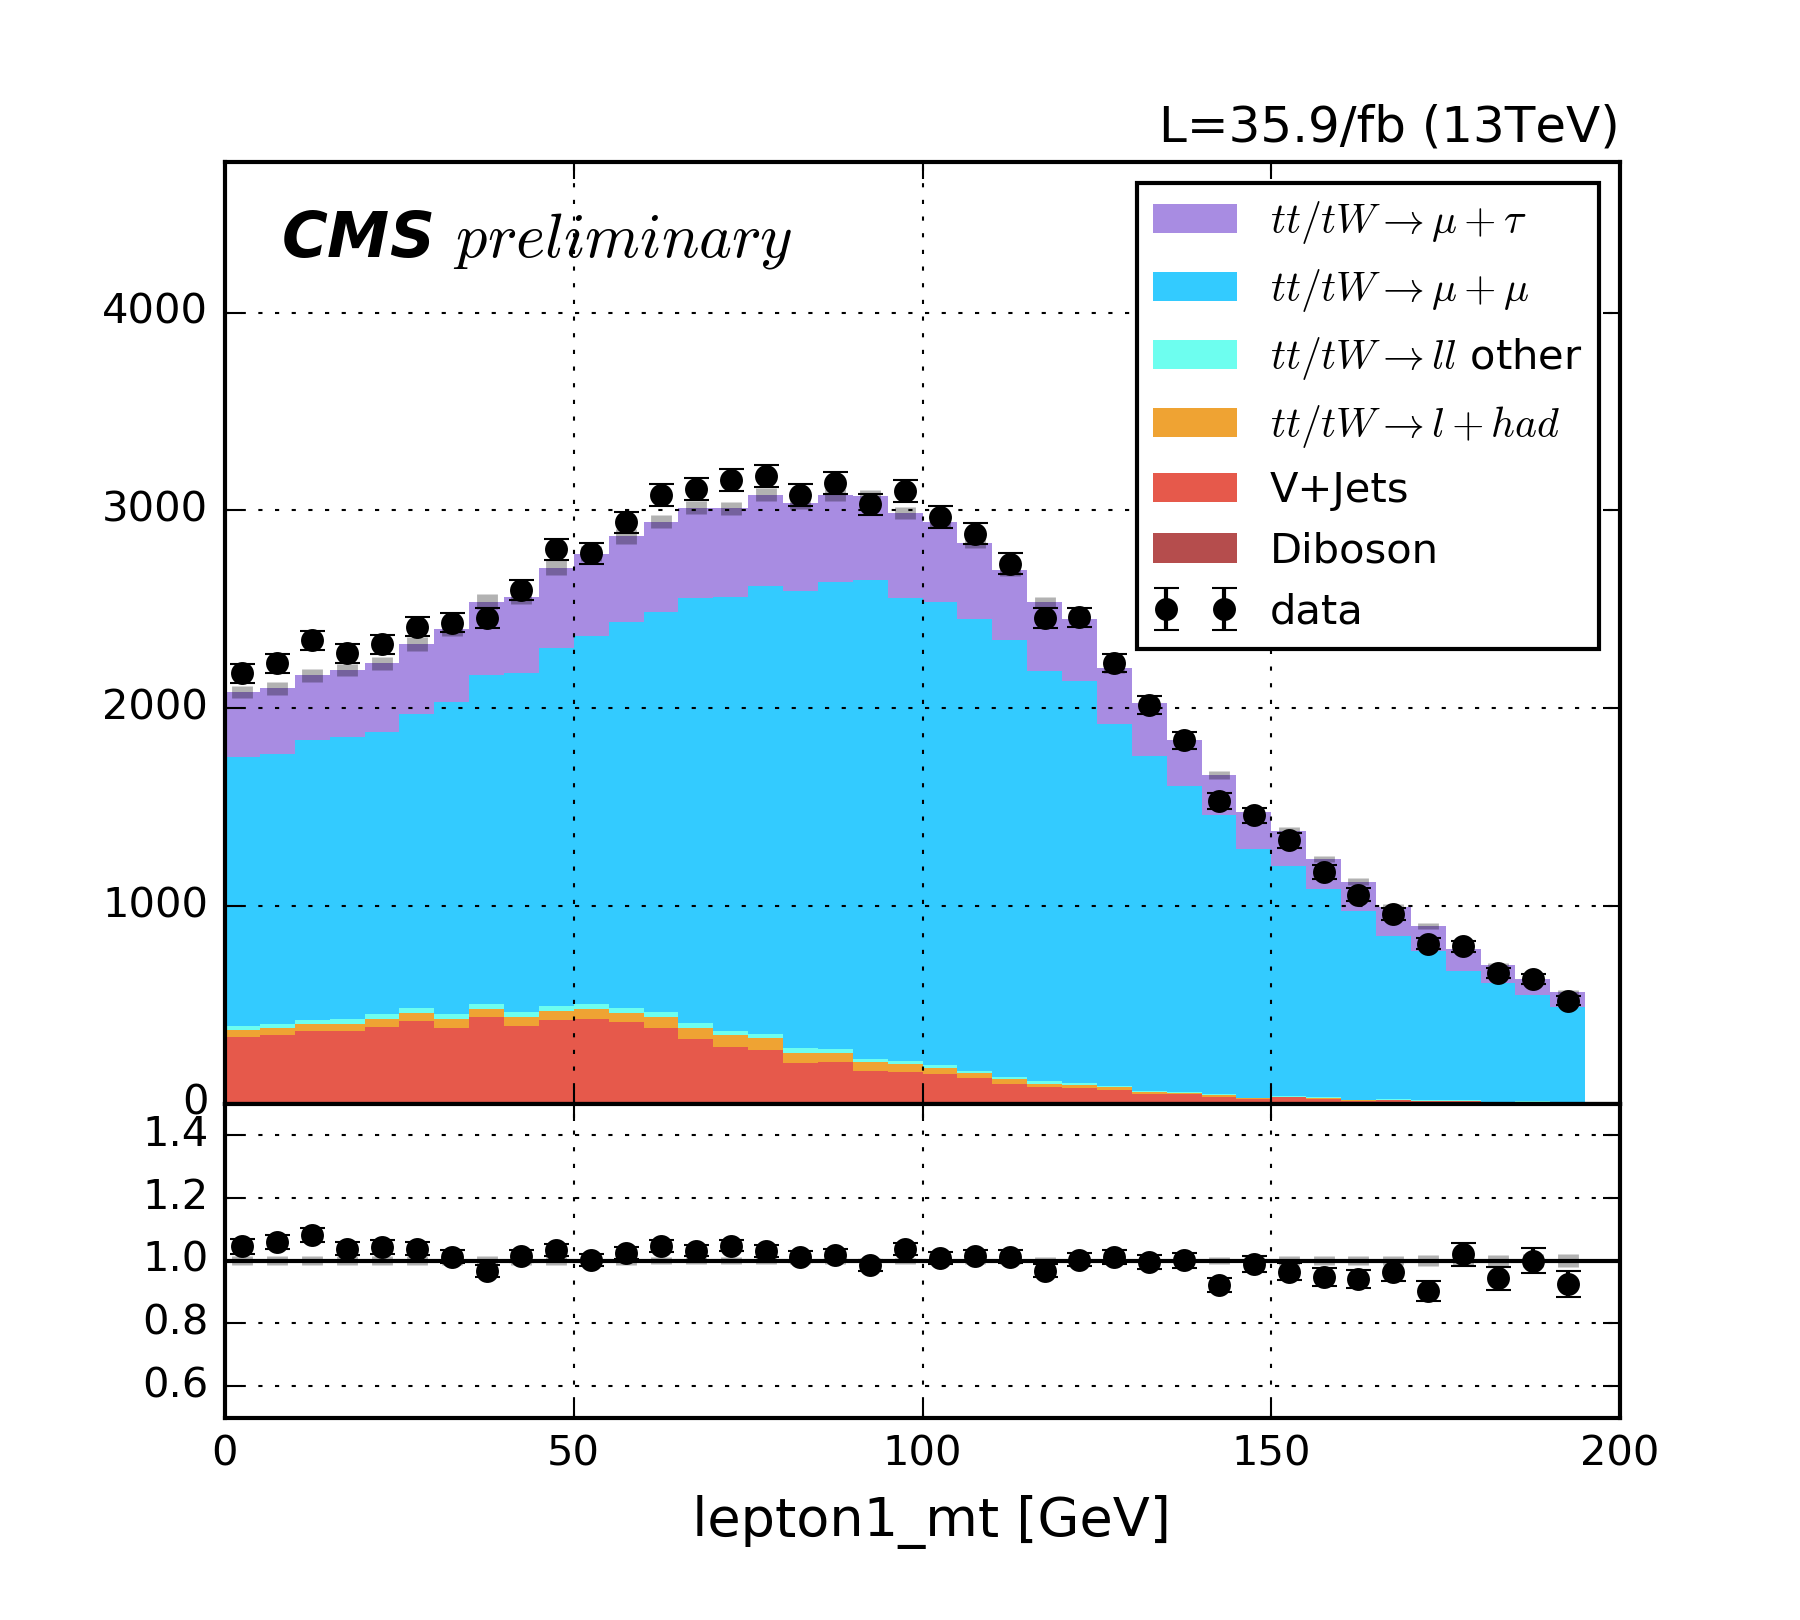 L=35.9/fb (13TeV)
CMS preliminary
tt/tW → μ + τ
tt/tW → μ + μ
tt/tW → ll other
tt/tW → l + had
V+Jets
Diboson
data
4000
3000
2000
1000
0
1.4
1.2
1.0
0.8
0.6
0 50 100 150 200
lepton1_mt [GeV]